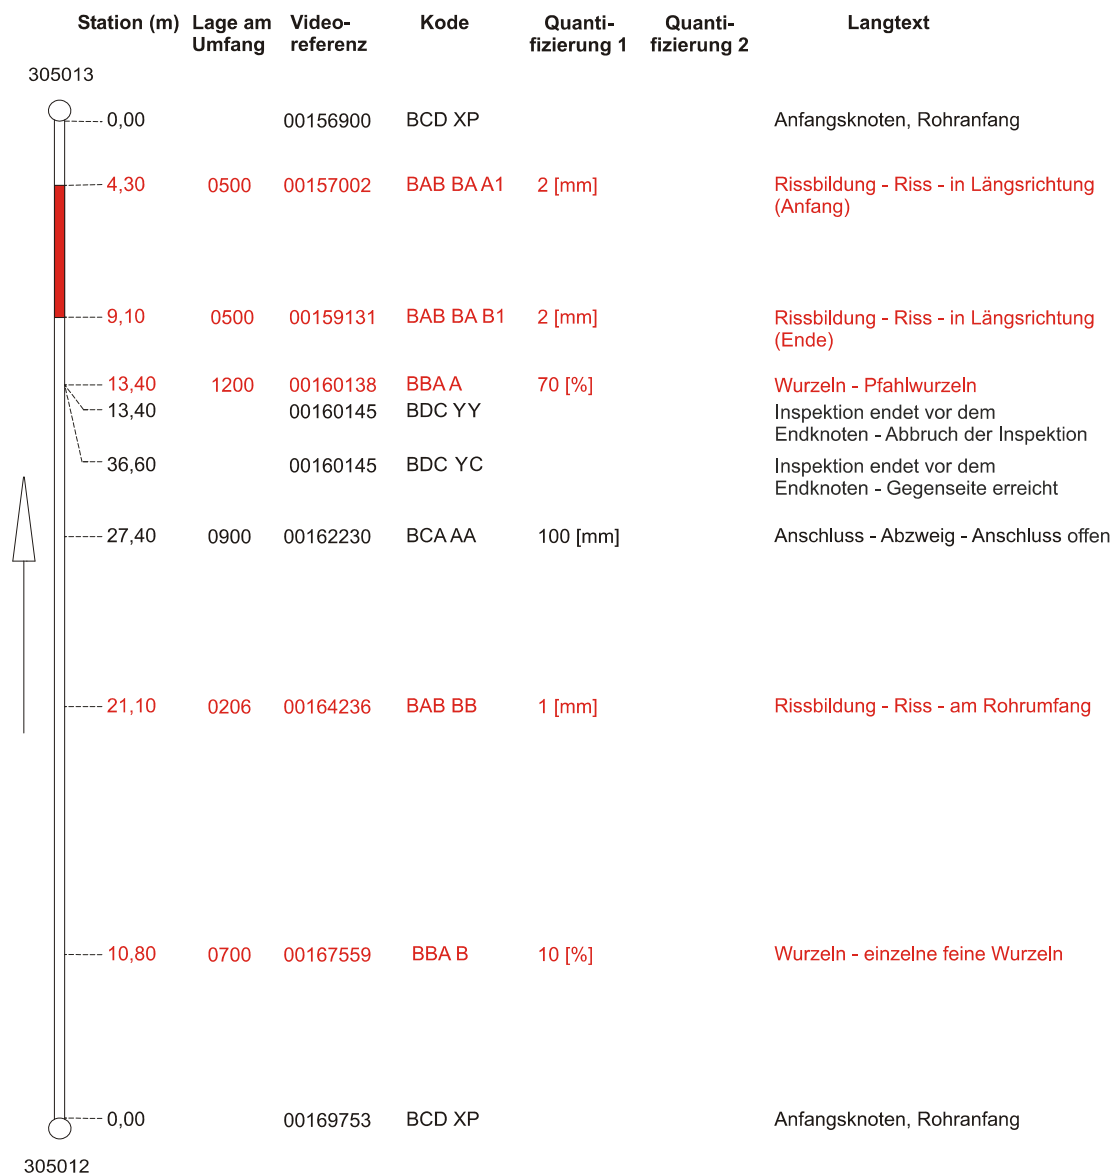 Station (m) Lage am Umfang Video-referenz Kode Quanti-fizierung 1 Quanti-fizierung 2 Langtext
305013
0,00 00156900 BCD XP Anfangsknoten, Rohranfang
4,30 0500 00157002 BAB BA A1 2 [mm] Rissbildung - Riss - in Längsrichtung
(Anfang)
9,10 0500 00159131 BAB BA B1 2 [mm] Rissbildung - Riss - in Längsrichtung
(Ende)
13,40 1200 00160138 BBA A 70 [%] Wurzeln - Pfahlwurzeln
13,40 00160145 BDC YY Inspektion endet vor dem
Endknoten - Abbruch der Inspektion
36,60 00160145 BDC YC Inspektion endet vor dem
Endknoten - Gegenseite erreicht
27,40 0900 00162230 BCA AA 100 [mm] Anschluss - Abzweig - Anschluss offen
21,10 0206 00164236 BAB BB 1 [mm] Rissbildung - Riss - am Rohrumfang
10,80 0700 00167559 BBA B 10 [%] Wurzeln - einzelne feine Wurzeln
0,00 00169753 BCD XP Anfangsknoten, Rohranfang
305012